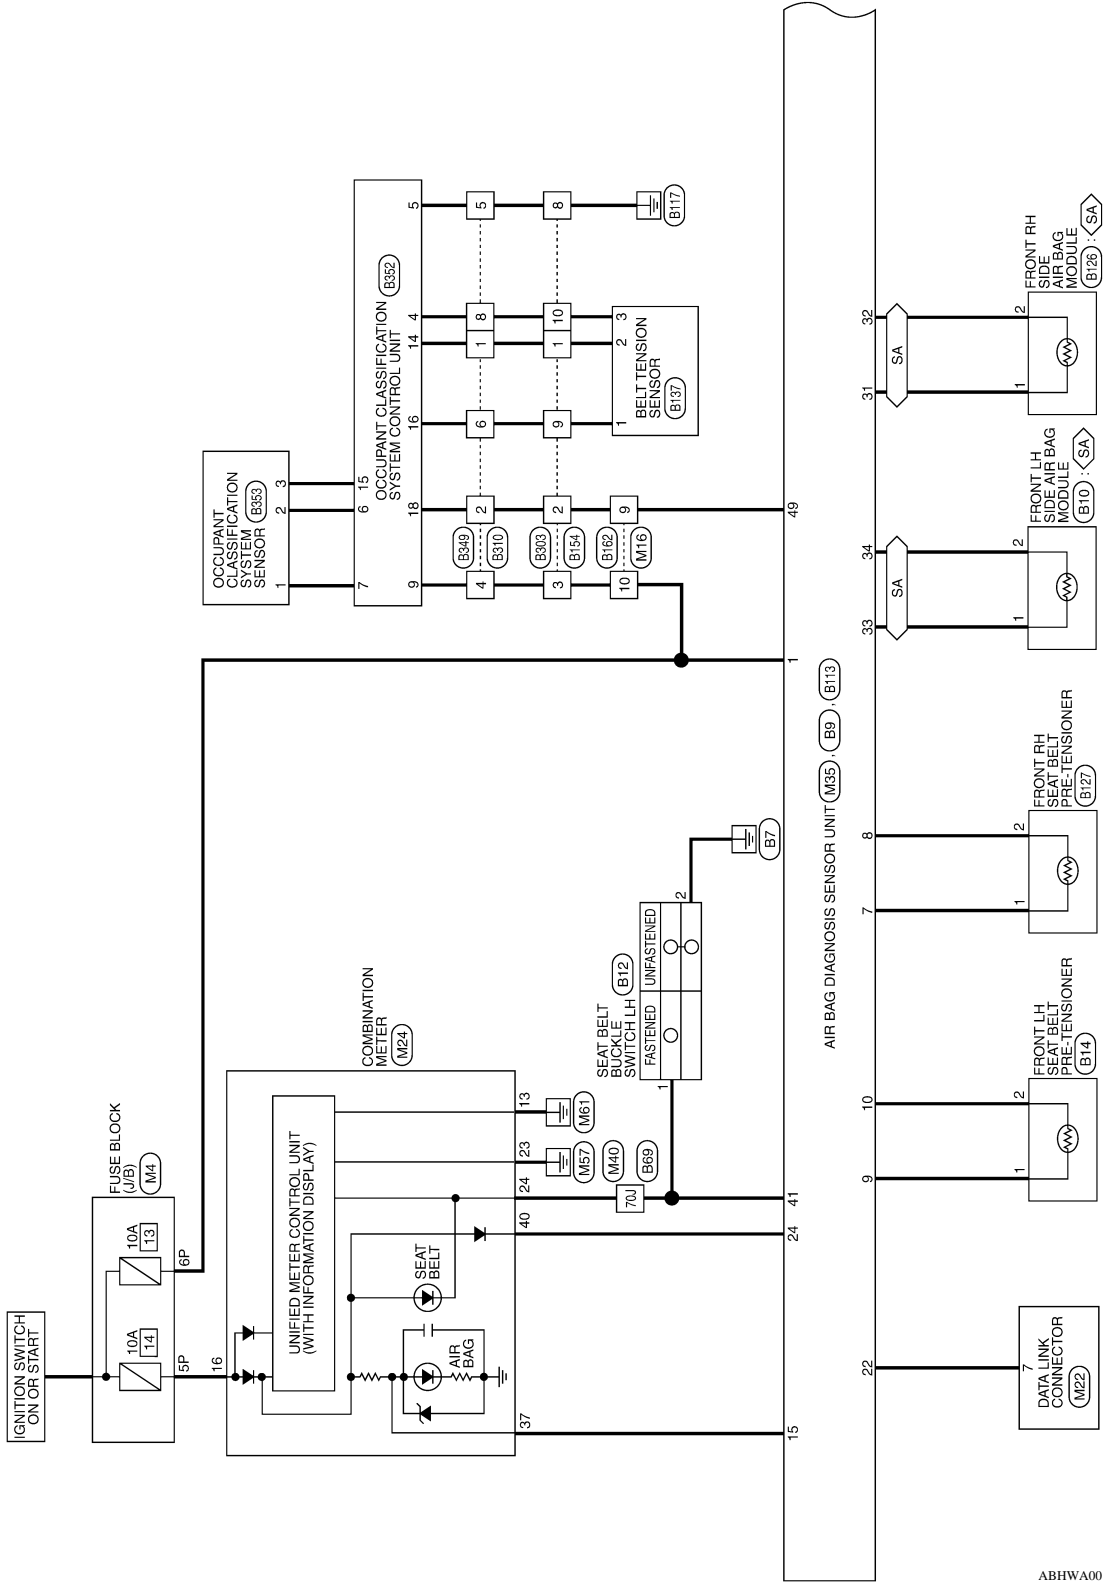 IGNITION SWITCH
ON OR START
FUSE BLOCK
(J/B)
M4
10A
14
10A
13
5P
6P
16
COMBINATION
METER
M24
UNIFIED METER CONTROL UNIT
(WITH INFORMATION DISPLAY)
AIR
BAG
SEAT
BELT
37
40
24
23
13
M57
M61
M40
B69
70J
SEAT BELT
BUCKLE
SWITCH LH
B12
FASTENED
UNFASTENED
1
2
B7
OCCUPANT
CLASSIFICATION
SYSTEM
SENSOR
B353
1
2
3
7
6
15
OCCUPANT CLASSIFICATION
SYSTEM CONTROL UNIT
B352
9
18
16
14
4
5
4
2
6
1
8
5
B349
B310
3
2
9
1
10
8
B303
B154
10
9
B162
M16
1
2
3
BELT TENSION
SENSOR
B137
B117
15
24
41
1
49
AIR BAG DIAGNOSIS SENSOR UNIT M35 , B9 , B113
22
9
10
7
8
33
34
31
32
SA
SA
7
DATA LINK
CONNECTOR
M22
1
2
FRONT LH
SEAT BELT
PRE-TENSIONER
B14
1
2
FRONT RH
SEAT BELT
PRE-TENSIONER
B127
1
2
FRONT LH
SIDE AIR BAG
MODULE
B10 : SA
1
2
FRONT RH
SIDE
AIR BAG
MODULE
B126 : SA
ABHWA00